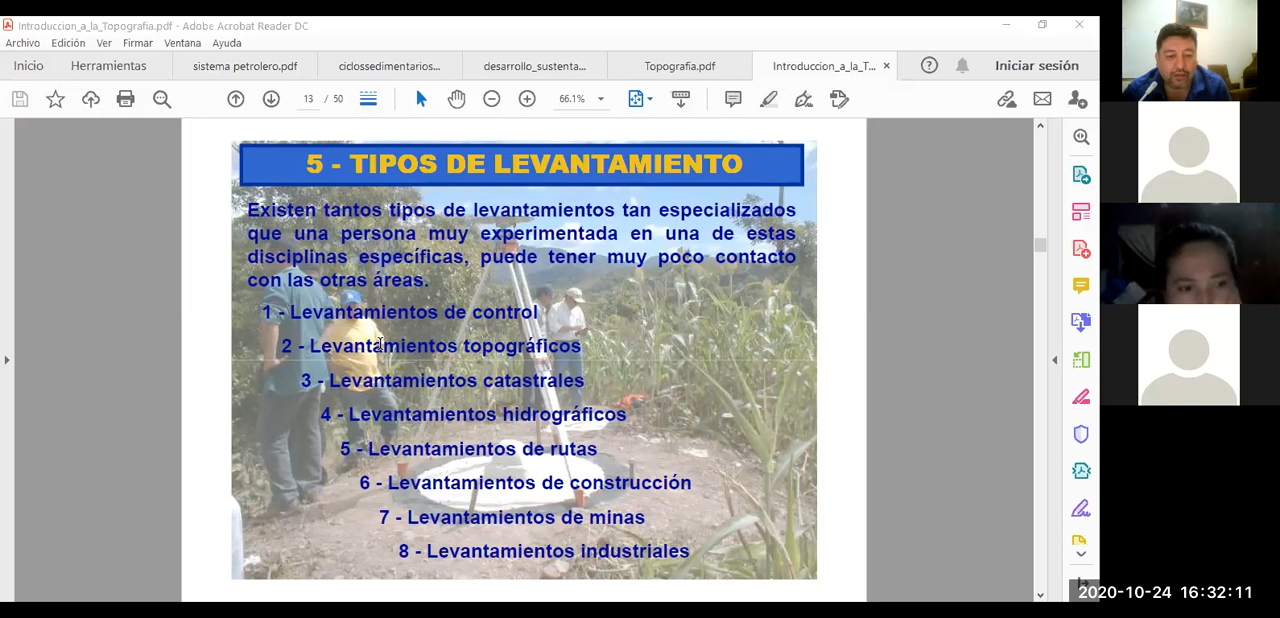 Introduccion_a_la_Topografia.pdf - Adobe Acrobat Reader DC
Archivo Edición Ver Firmar Ventana Ayuda
Inicio Herramientas sistema petrolero.pdf ciclossedimentarios... desarrollo_sustenta... Topografia.pdf Introduccion_a_la_T... Iniciar sesión
13 / 50 66.1%
5 - TIPOS DE LEVANTAMIENTO
Existen tantos tipos de levantamientos tan especializados
que una persona muy experimentada en una de estas
disciplinas específicas, puede tener muy poco contacto
con las otras áreas.
1 - Levantamientos de control
2 - Levantamientos topográficos
3 - Levantamientos catastrales
4 - Levantamientos hidrográficos
5 - Levantamientos de rutas
6 - Levantamientos de construcción
7 - Levantamientos de minas
8 - Levantamientos industriales
2020-10-24 16:32:11